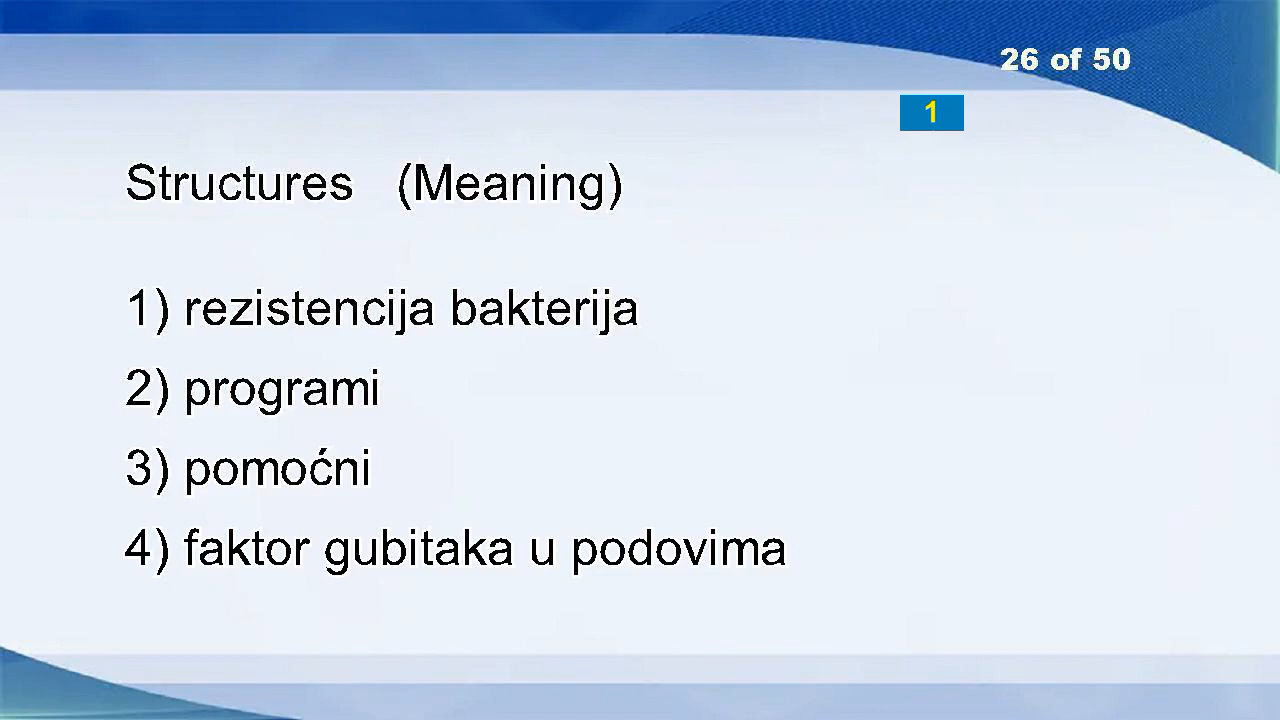 26 of 50
1
Structures (Meaning)
1) rezistencija bakterija
2) programi
3) pomoćni
4) faktor gubitaka u podovima